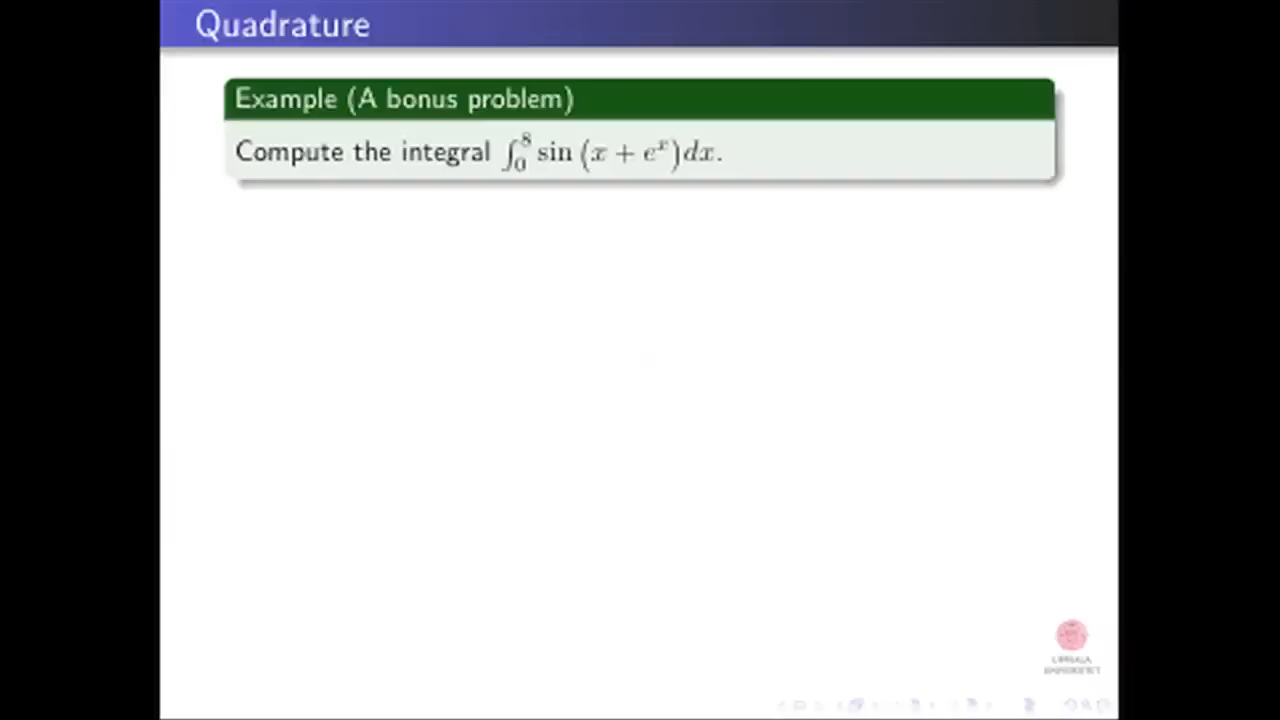 Quadrature
Example (A bonus problem)
Compute the integral ∫₀⁸ sin (x + eˣ)dx.
UPPSALA
UNIVERSITET